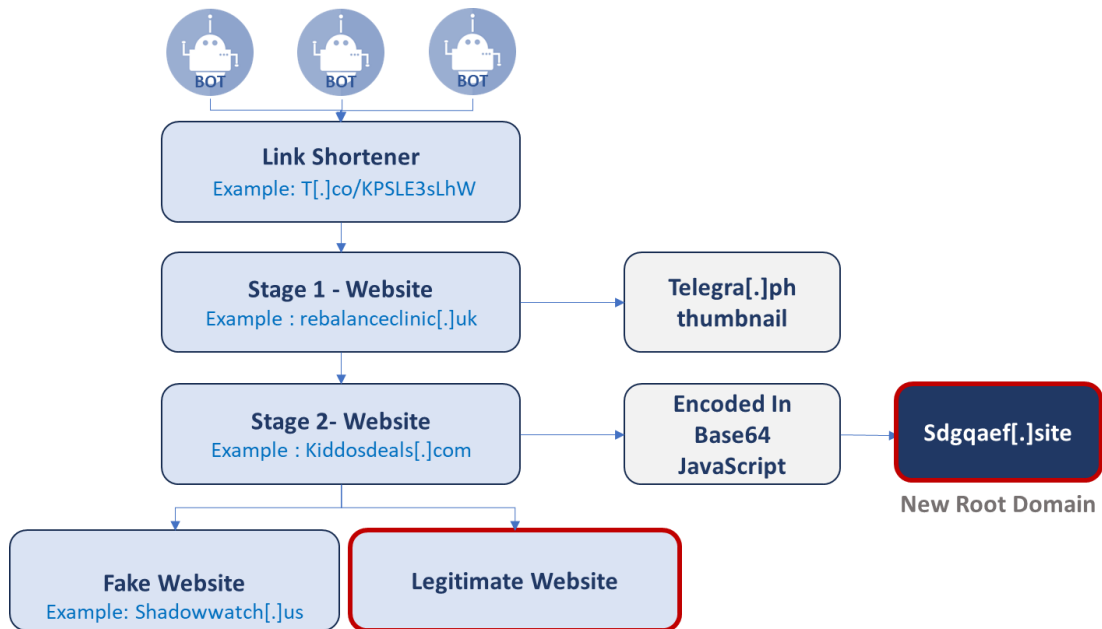 BOT
BOT
BOT
Link Shortener
Example: T[.]co/KPSLE3sLhW
Stage 1 - Website
Example : rebalanceclinic[.]uk
Telegra[.]ph
thumbnail
Stage 2- Website
Example : Kiddosdeals[.]com
Encoded In
Base64
JavaScript
Sdgqaef[.]site
New Root Domain
Fake Website
Example: Shadowwatch[.]us
Legitimate Website